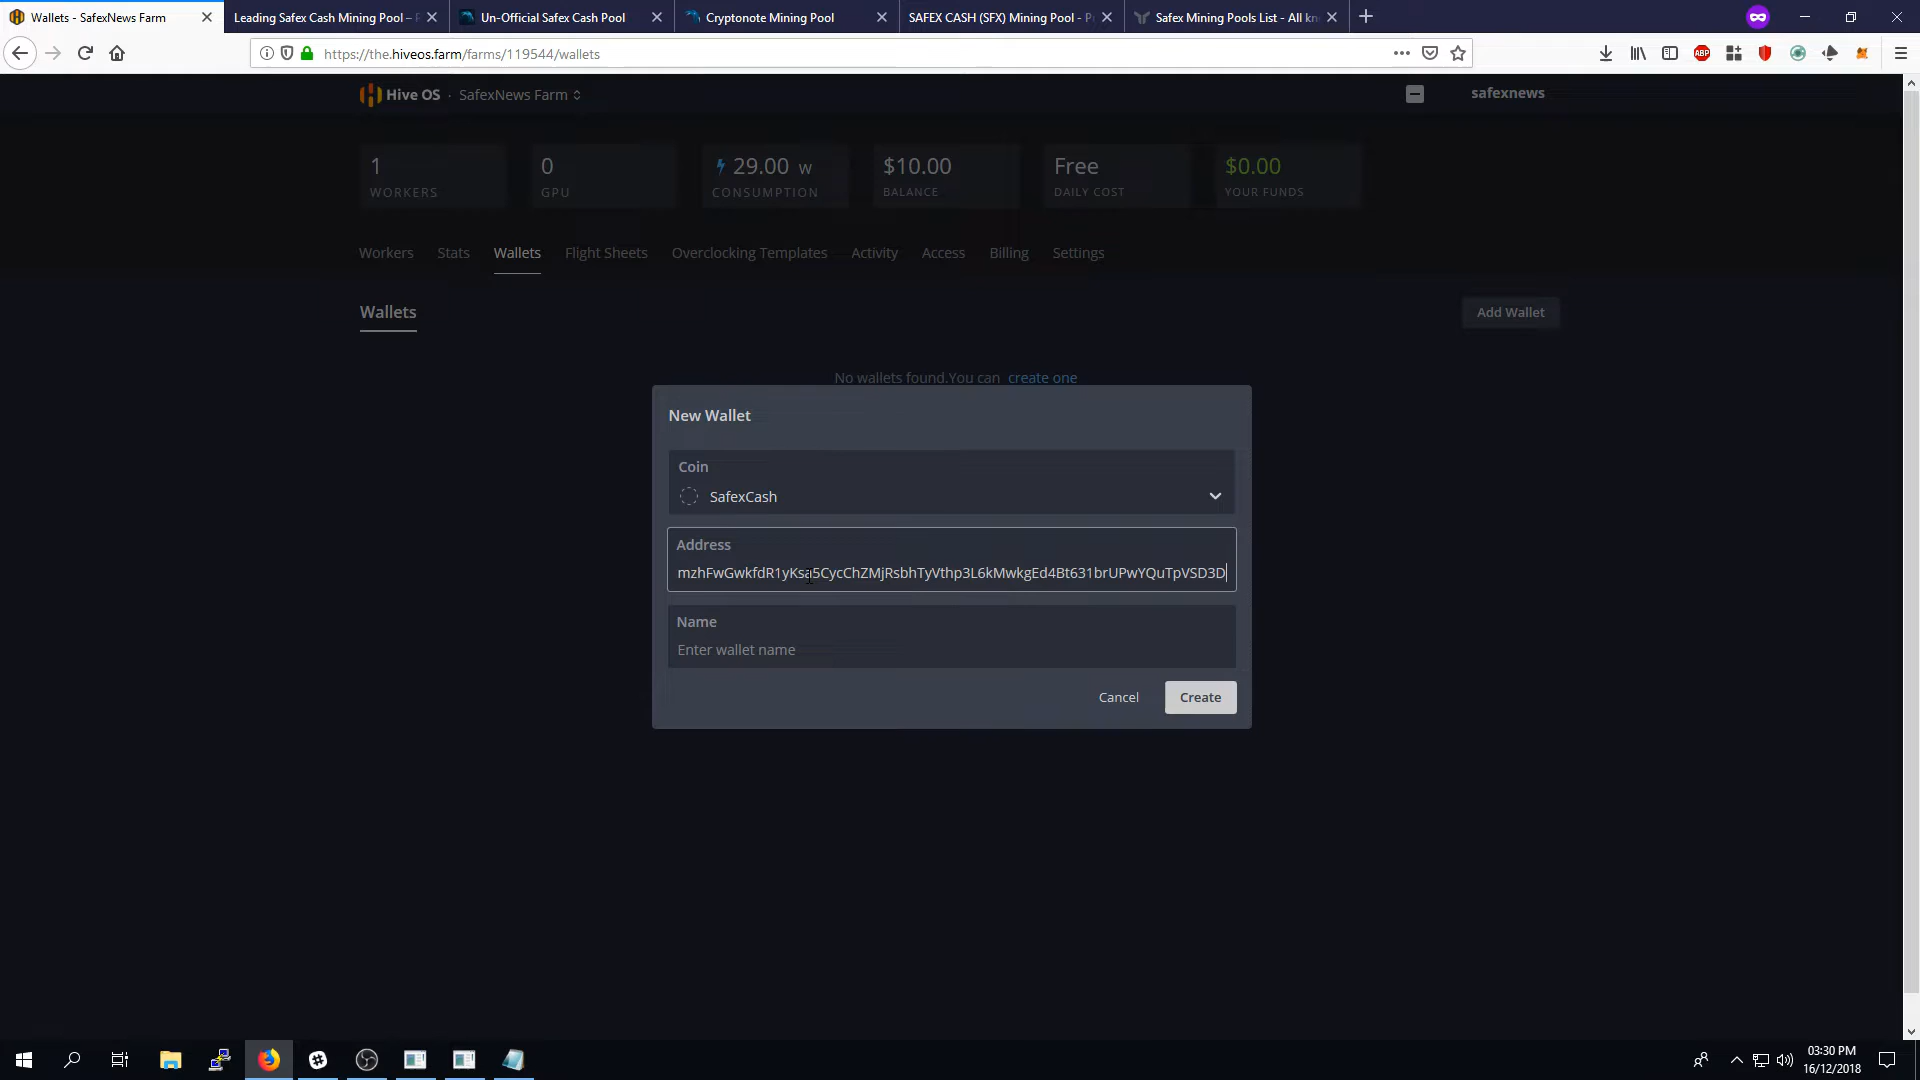 Wallets - SafexNews Farm
Leading Safex Cash Mining Pool –
Un-Official Safex Cash Pool
Cryptonote Mining Pool
SAFEX CASH (SFX) Mining Pool -
Safex Mining Pools List - All
https://the.hiveos.farm/farms/119544/wallets
ABP
Hive OS · SafexNews Farm
safexnews
1
WORKERS
0
GPU
29.00 W
CONSUMPTION
$10.00
BALANCE
Free
DAILY COST
$0.00
YOUR FUNDS
Workers
Stats
Wallets
Flight Sheets
Overclocking Templates
Activity
Access
Billing
Settings
Wallets
Add Wallet
No wallets found.You can create one
New Wallet
Coin
SafexCash
Address
Name
Enter wallet name
Cancel
Create
03:30 PM
16/12/2018